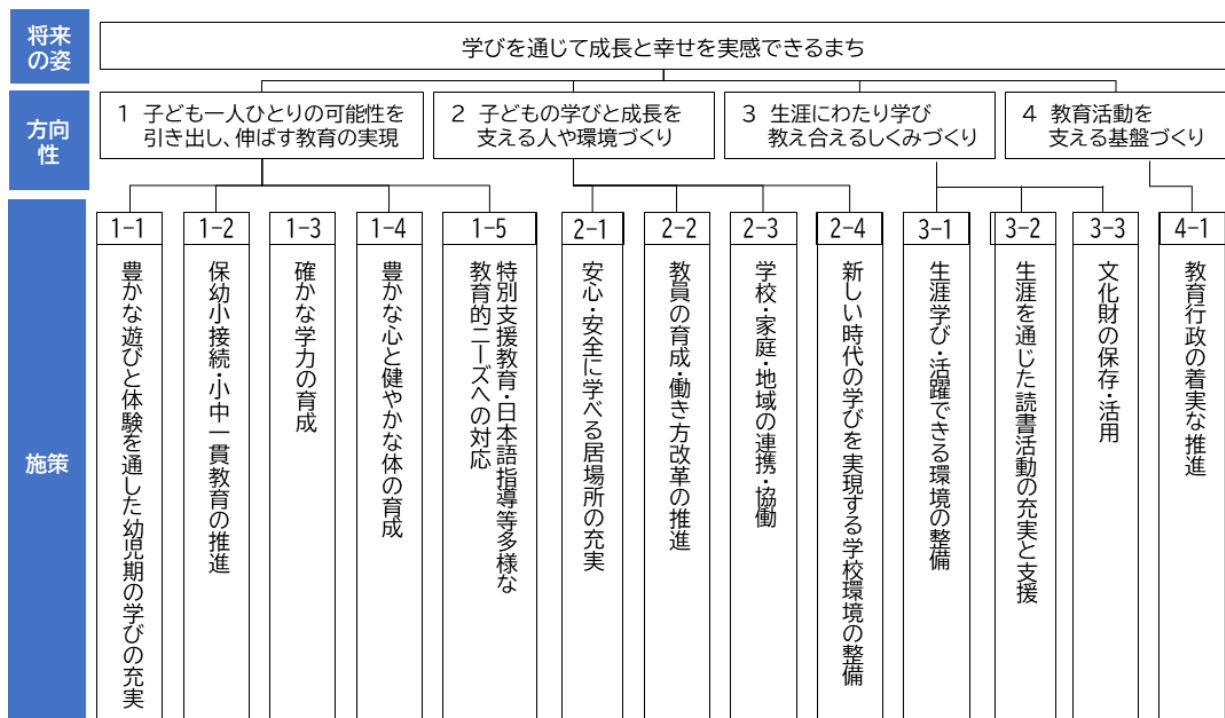 将来
の姿
学びを通じて成長と幸せを実感できるまち
方向
性
1 子ども一人ひとりの可能性を
引き出し、伸ばす教育の実現
2 子どもの学びと成長を
支える人や環境づくり
3 生涯にわたり学び
教え合えるしくみづくり
4 教育活動を
支える基盤づくり
施策
1-1
豊かな遊びと体験を通した幼児期の学びの充実
1-2
保幼小接続・小中一貫教育の推進
1-3
確かな学力の育成
1-4
豊かな心と健やかな体の育成
1-5
特別支援教育・日本語指導等多様な
教育的ニーズへの対応
2-1
安心・安全に学べる居場所の充実
2-2
教員の育成・働き方改革の推進
2-3
学校・家庭・地域の連携・協働
2-4
新しい時代の学びを実現する学校環境の整備
3-1
生涯学び・活躍できる環境の整備
3-2
生涯を通じた読書活動の充実と支援
3-3
文化財の保存・活用
4-1
教育行政の着実な推進